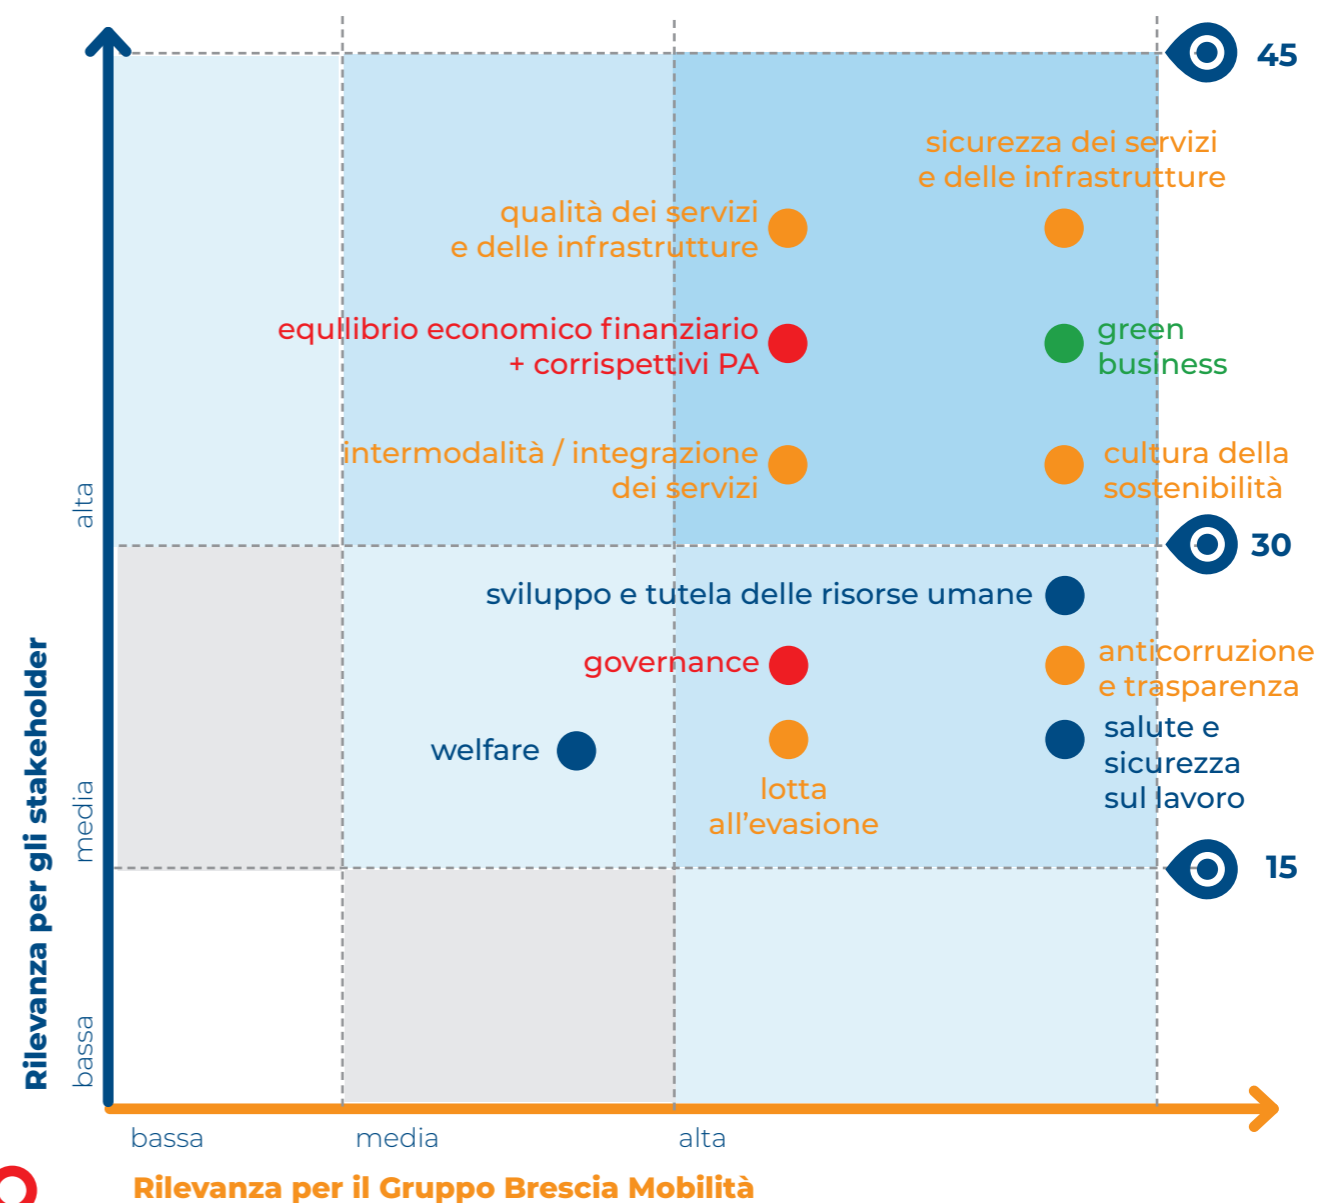 45
sicurezza dei servizi
e delle infrastrutture
qualità dei servizi
e delle infrastrutture
equllibrio economico finanziario
+ corrispettivi PA
green
business
intermodalità / integrazione
dei servizi
cultura della
sostenibilità
alta
30
sviluppo e tutela delle risorse umane
governance
anticorruzione
e trasparenza
welfare
salute e
sicurezza
sul lavoro
lotta
all'evasione
media
15
bassa
Rilevanza per gli stakeholder
bassa
media
alta
Rilevanza per il Gruppo Brescia Mobilità